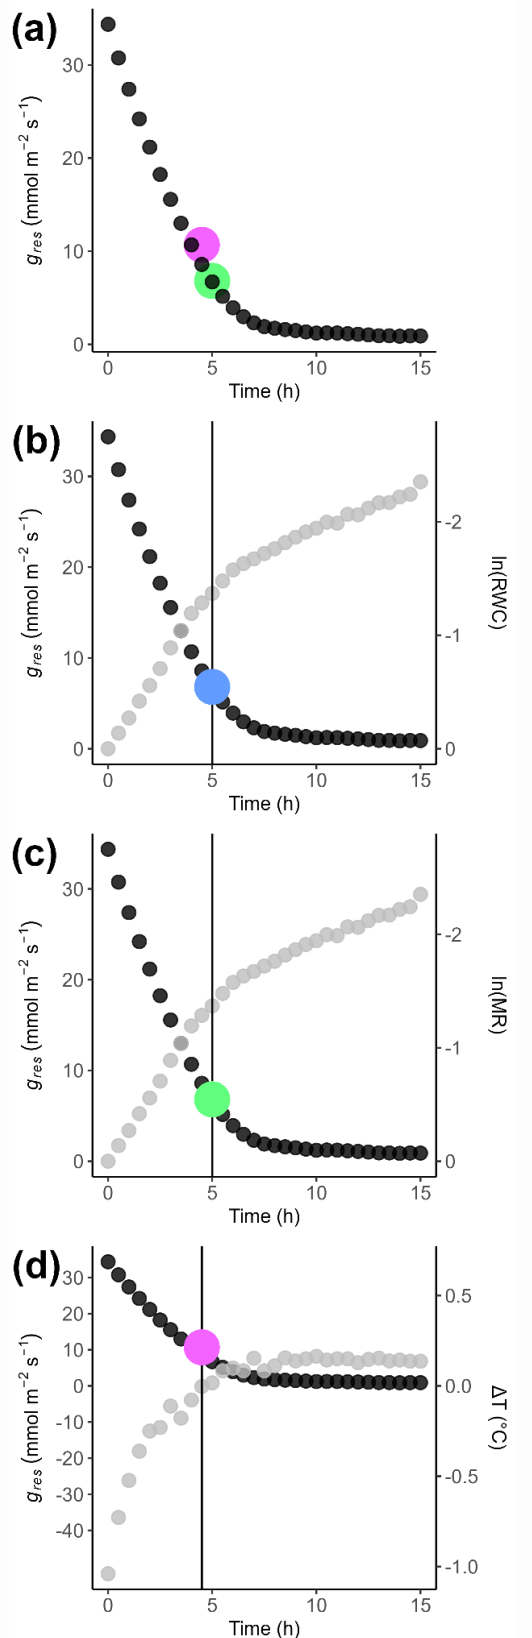 (a)
30
20
10
0
g_res (mmol m⁻² s⁻¹)
0 5 10 15
Time (h)
(b)
30
20
10
0
g_res (mmol m⁻² s⁻¹)
-2
-1
0
ln(RWC)
0 5 10 15
Time (h)
(c)
30
20
10
0
g_res (mmol m⁻² s⁻¹)
-2
-1
0
ln(MR)
0 5 10 15
Time (h)
(d)
30
20
10
0
-10
-20
-30
-40
g_res (mmol m⁻² s⁻¹)
0.5
0.0
-0.5
-1.0
ΔT (°C)
0 5 10 15
Time (h)